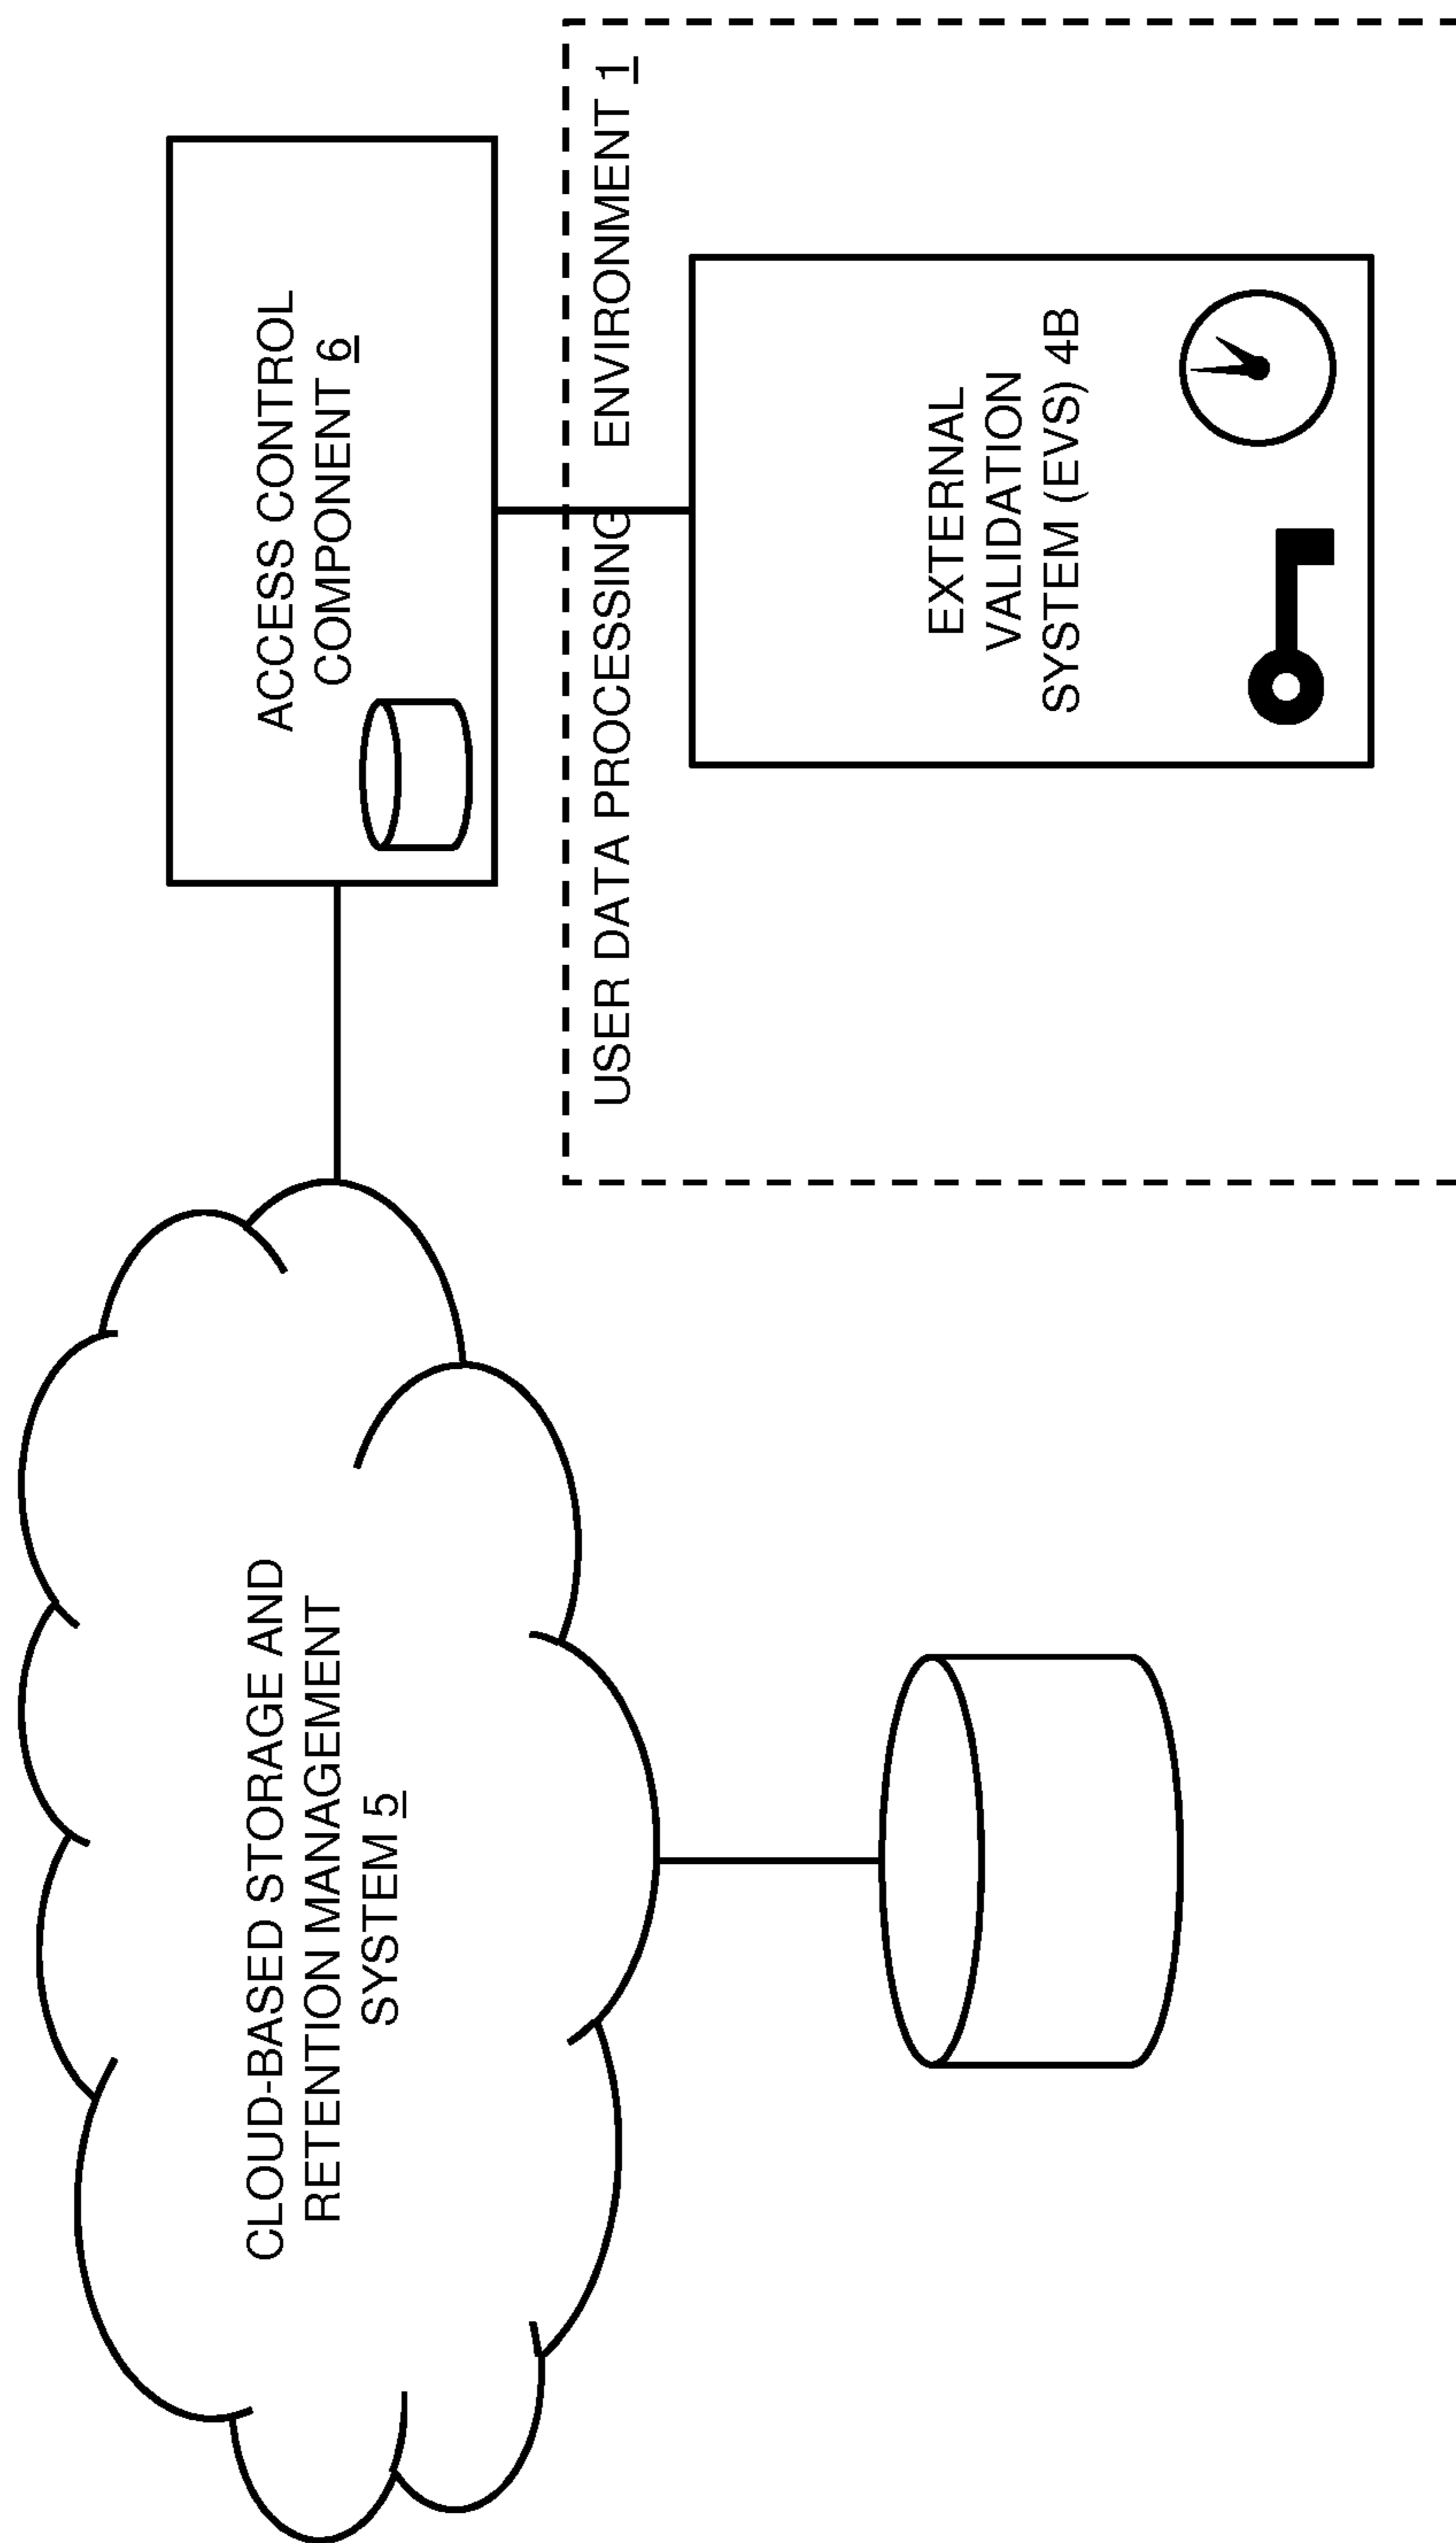 CLOUD-BASED STORAGE AND
RETENTION MANAGEMENT
SYSTEM 5
ACCESS CONTROL
COMPONENT 6
USER DATA PROCESSING ENVIRONMENT 1
EXTERNAL
VALIDATION
SYSTEM (EVS) 4B